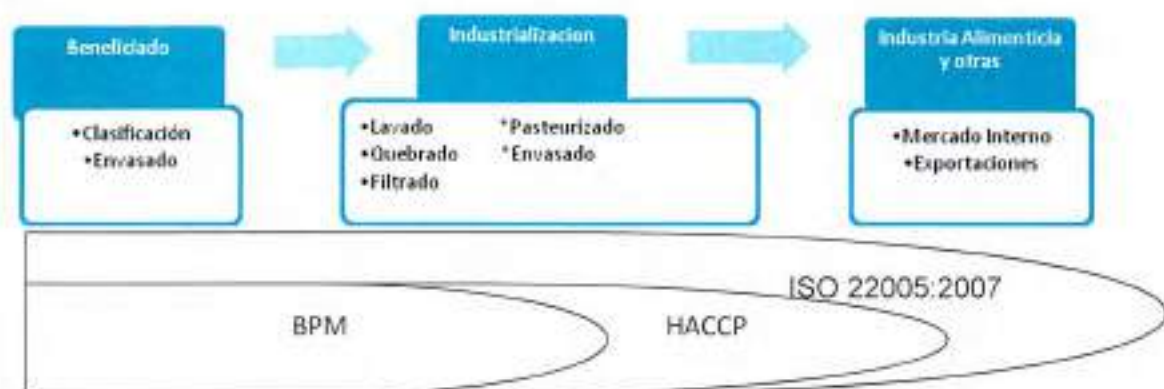 Beneficiado
•Clasificación
•Envasado
Industrializacion
•Lavado
•Quebrado
•Filtrado
*Pasteurizado
*Envasado
Industria Alimenticia
y otras
•Mercado Interno
•Exportaciones
ISO 22005:2007
BPM
HACCP